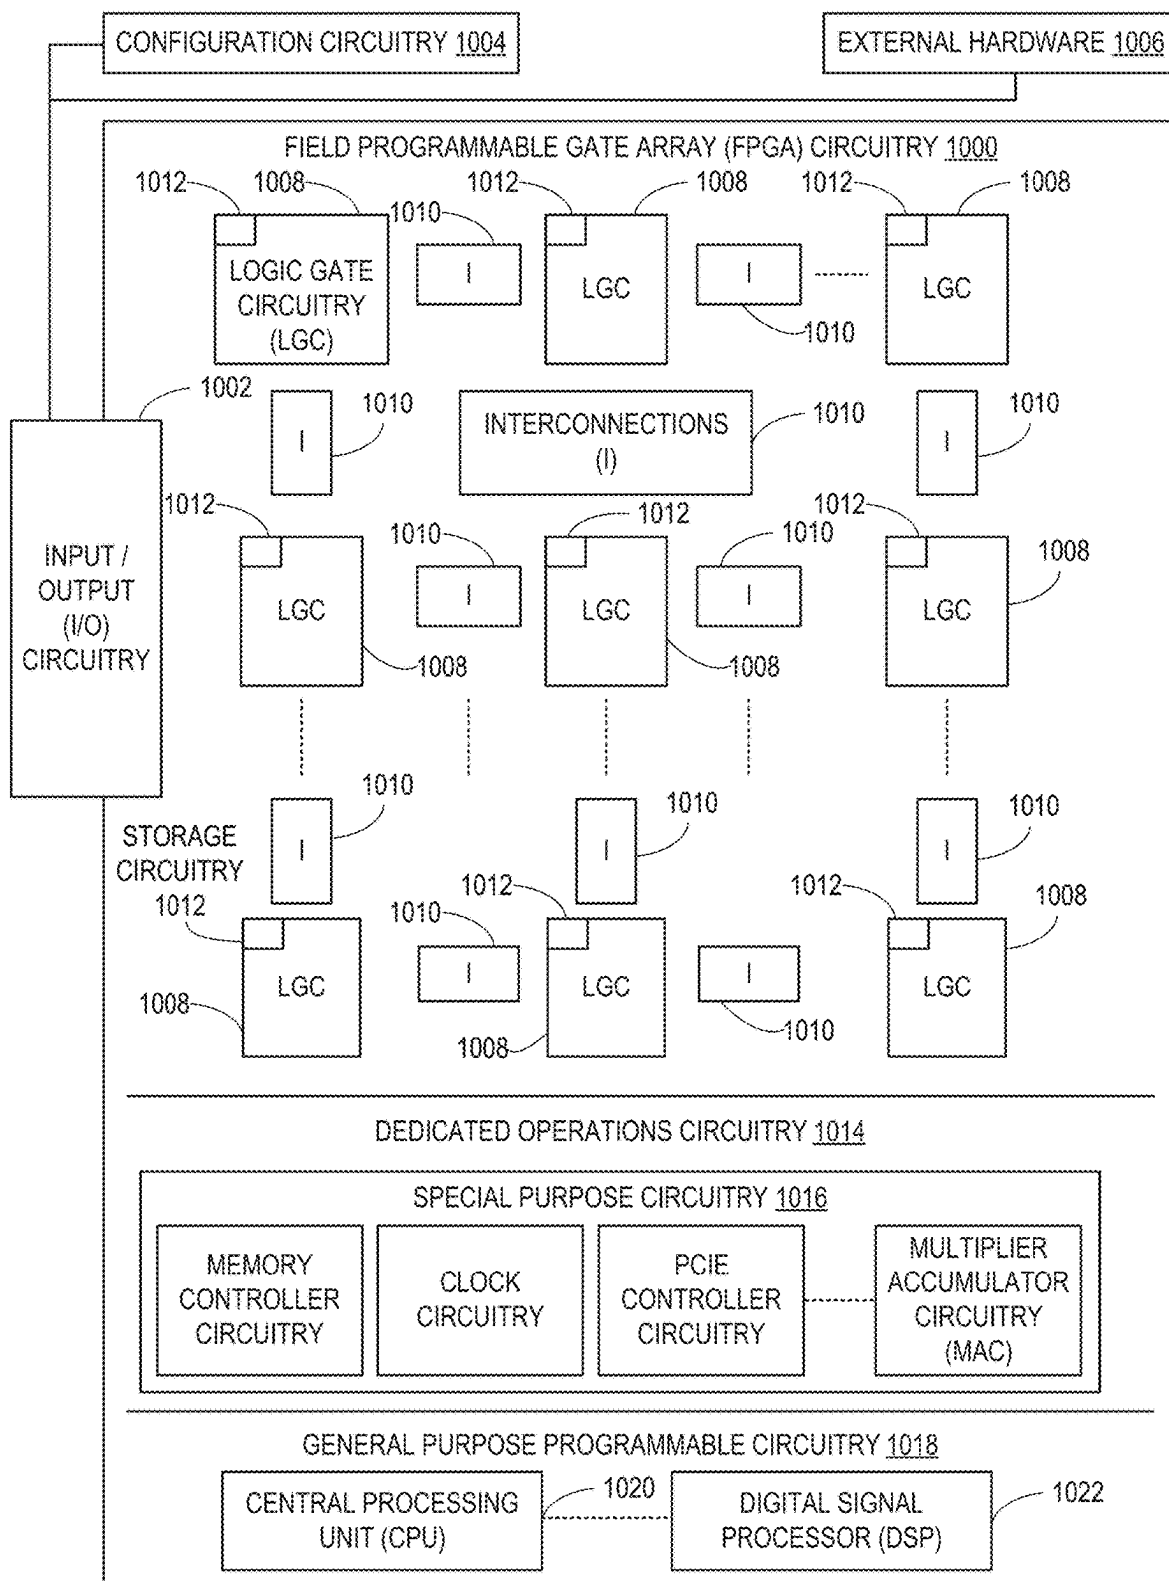 CONFIGURATION CIRCUITRY 1004
EXTERNAL HARDWARE 1006
FIELD PROGRAMMABLE GATE ARRAY (FPGA) CIRCUITRY 1000
1012
1008
1012
1008
1012
1008
1010
LOGIC GATE
CIRCUITRY
(LGC)
I
LGC
I
LGC
1010
1002
1010
INTERCONNECTIONS
(I)
1010
1010
I
I
1012
1012
1012
1010
1010
1008
INPUT /
OUTPUT
(I/O)
CIRCUITRY
LGC
I
LGC
I
LGC
1008
1008
1010
1010
1010
STORAGE
CIRCUITRY
I
I
I
1012
1012
1012
1010
1008
LGC
I
LGC
I
LGC
1008
1008
1010
DEDICATED OPERATIONS CIRCUITRY 1014
SPECIAL PURPOSE CIRCUITRY 1016
MEMORY
CONTROLLER
CIRCUITRY
CLOCK
CIRCUITRY
PCIE
CONTROLLER
CIRCUITRY
MULTIPLIER
ACCUMULATOR
CIRCUITRY
(MAC)
GENERAL PURPOSE PROGRAMMABLE CIRCUITRY 1018
CENTRAL PROCESSING
UNIT (CPU)
1020
DIGITAL SIGNAL
PROCESSOR (DSP)
1022